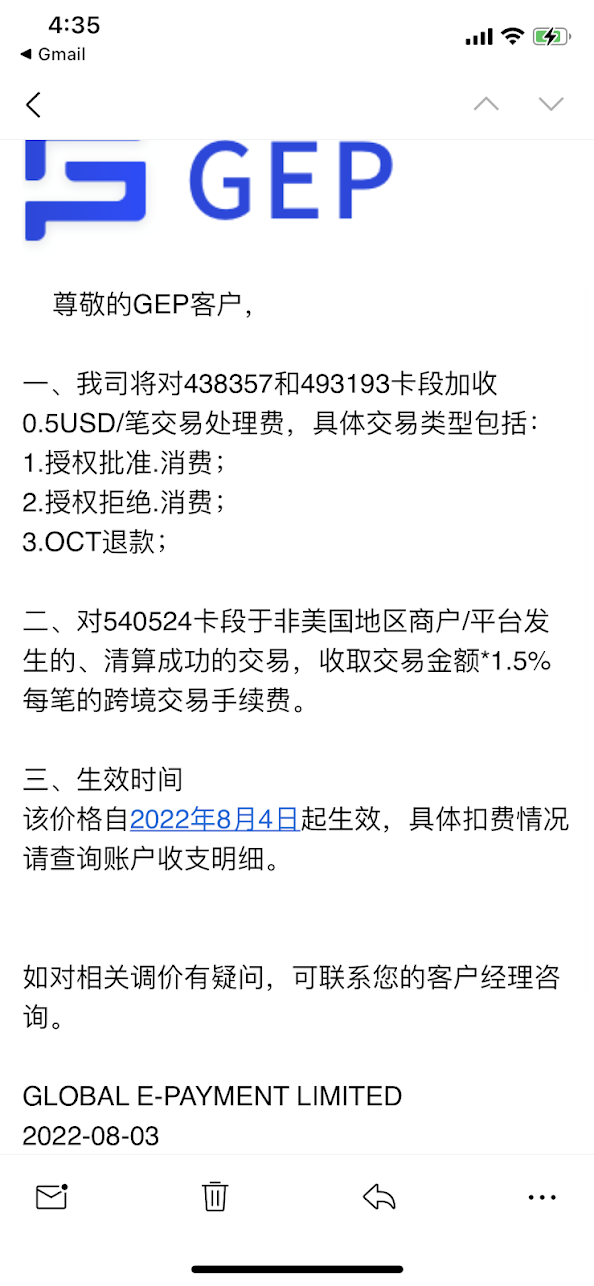 4:35
◀ Gmail
GEP
尊敬的GEP客户，
一、我司将对438357和493193卡段加收
0.5USD/笔交易处理费，具体交易类型包括：
1.授权批准.消费；
2.授权拒绝.消费；
3.OCT退款；
二、对540524卡段于非美国地区商户/平台发
生的、清算成功的交易，收取交易金额*1.5%
每笔的跨境交易手续费。
三、生效时间
该价格自2022年8月4日起生效，具体扣费情况
请查询账户收支明细。
如对相关调价有疑问，可联系您的客户经理咨
询。
GLOBAL E-PAYMENT LIMITED
2022-08-03